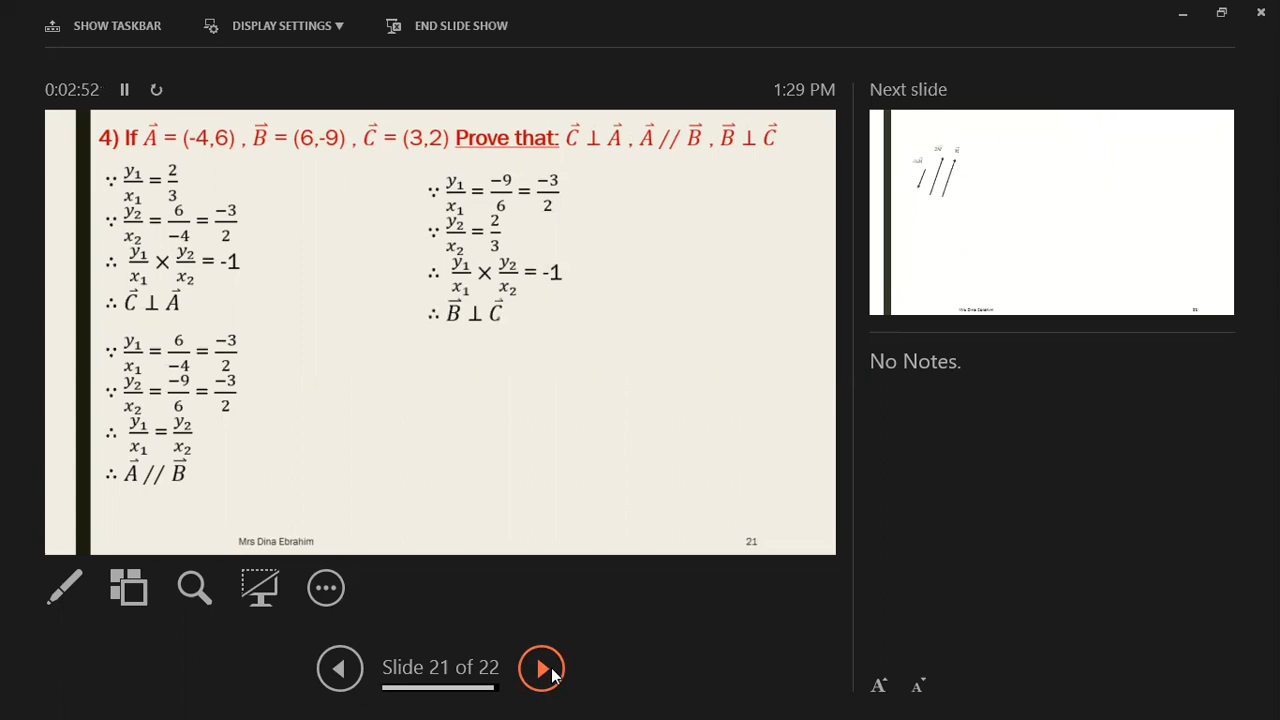 SHOW TASKBAR DISPLAY SETTINGS ▼ END SLIDE SHOW
0:02:52 1:29 PM Next slide
4) If A⃗ = (-4,6) , B⃗ = (6,-9) , C⃗ = (3,2) Prove that: C⃗ ⊥ A⃗ , A⃗ // B⃗ , B⃗ ⊥ C⃗
∵ y₁/x₁ = 2/3
∵ y₂/x₂ = 6/−4 = −3/2
∴ y₁/x₁ × y₂/x₂ = -1
∴ C⃗ ⊥ A⃗
∵ y₁/x₁ = 6/−4 = −3/2
∵ y₂/x₂ = −9/6 = −3/2
∴ y₁/x₁ = y₂/x₂
∴ A⃗ // B⃗
∵ y₁/x₁ = −9/6 = −3/2
∵ y₂/x₂ = 2/3
∴ y₁/x₁ × y₂/x₂ = -1
∴ B⃗ ⊥ C⃗
Mrs Dina Ebrahim 21
Mrs Dina Ebrahim
No Notes.
Slide 21 of 22
A A